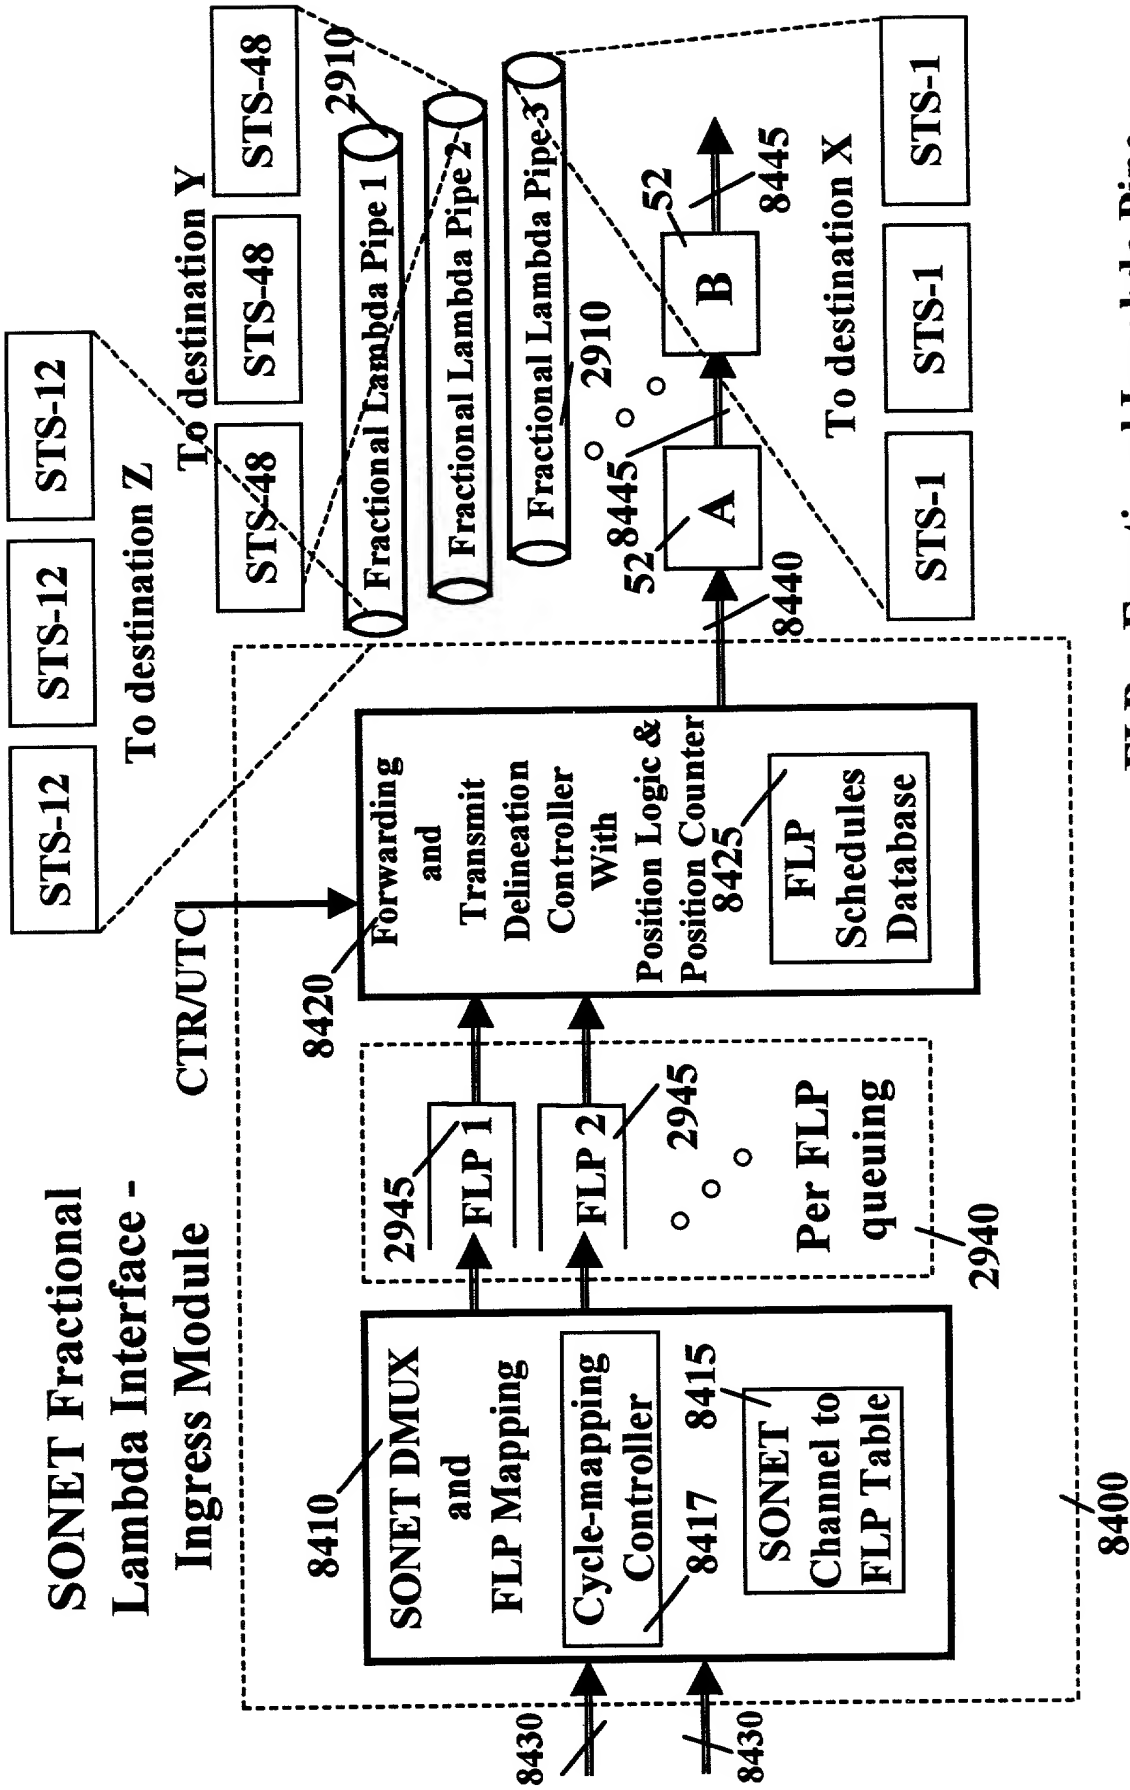 SONET Fractional
Lambda Interface -
Ingress Module
8430
8430
8410
SONET DMUX
and
FLP Mapping
Cycle-mapping
Controller
8417
8415
SONET
Channel to
FLP Table
8400
2945
FLP 1
FLP 2
2945
Per FLP
queuing
2940
CTR/UTC
8420
Forwarding
and
Transmit
Delineation
Controller
With
Position Logic &
Position Counter
8425
FLP
Schedules
Database
STS-12
STS-12
STS-12
To destination Z
To destination Y
STS-48
STS-48
STS-48
Fractional Lambda Pipe 1
2910
Fractional Lambda Pipe 2
Fractional Lambda Pipe 3
2910
8440
52
A
8445
52
B
8445
To destination X
STS-1
STS-1
STS-1